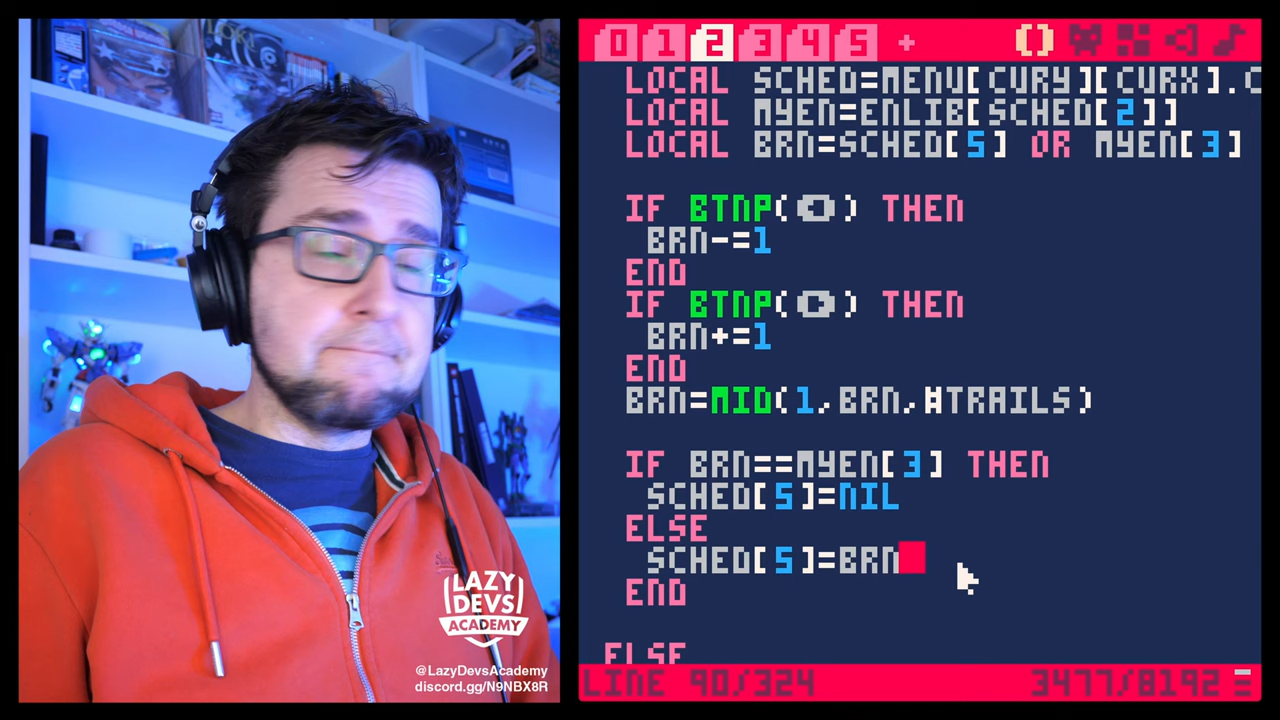 LOKI
LAZY
DEVS
ACADEMY
@LazyDevsAcademy
discord.gg/N9NBX8R
0 1 2 3 4 5 +
LOCAL SCHED=MENU[CURY][CURX].C
LOCAL MYEN=ENLIB[SCHED[2]]
LOCAL BRN=SCHED[5] OR MYEN[3]
IF BTNP(⬅️) THEN
BRN-=1
END
IF BTNP(➡️) THEN
BRN+=1
END
BRN=MID(1,BRN,#TRAILS)
IF BRN==MYEN[3] THEN
SCHED[5]=NIL
ELSE
SCHED[5]=BRN
END
ELSE
LINE 90/324
3477/8192